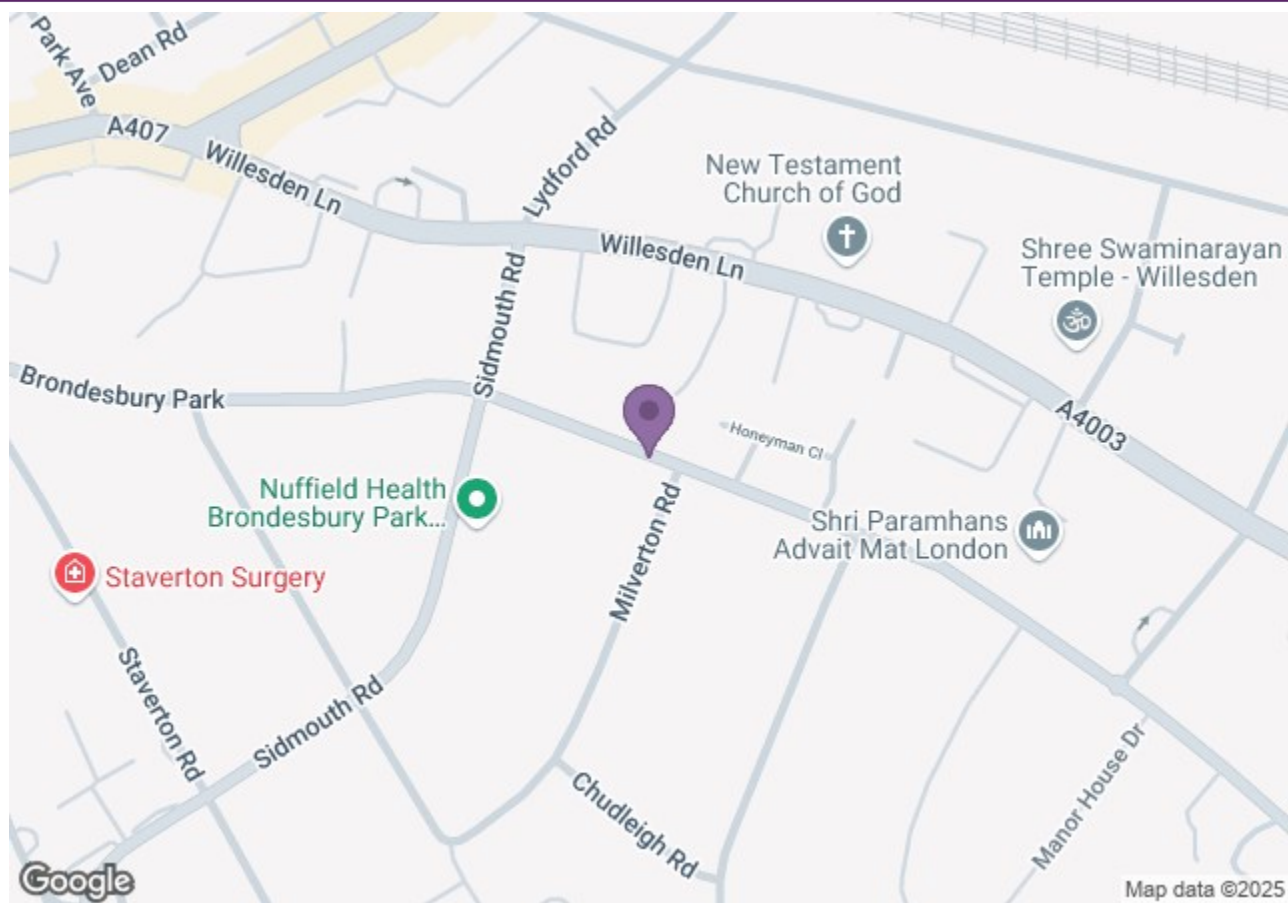 Park Ave
Dean Rd
A407
Willesden Ln
Lydford Rd
New Testament
Church of God
Willesden Ln
Shree Swaminarayan
Temple - Willesden
Sidmouth Rd
Brondesbury Park
A4003
Honeyman Cl
Nuffield Health
Brondesbury Park...
Shri Paramhans
Advait Mat London
Milverton Rd
Staverton Surgery
Staverton Rd
Sidmouth Rd
Chudleigh Rd
Manor House Dr
Google
Map data ©2025